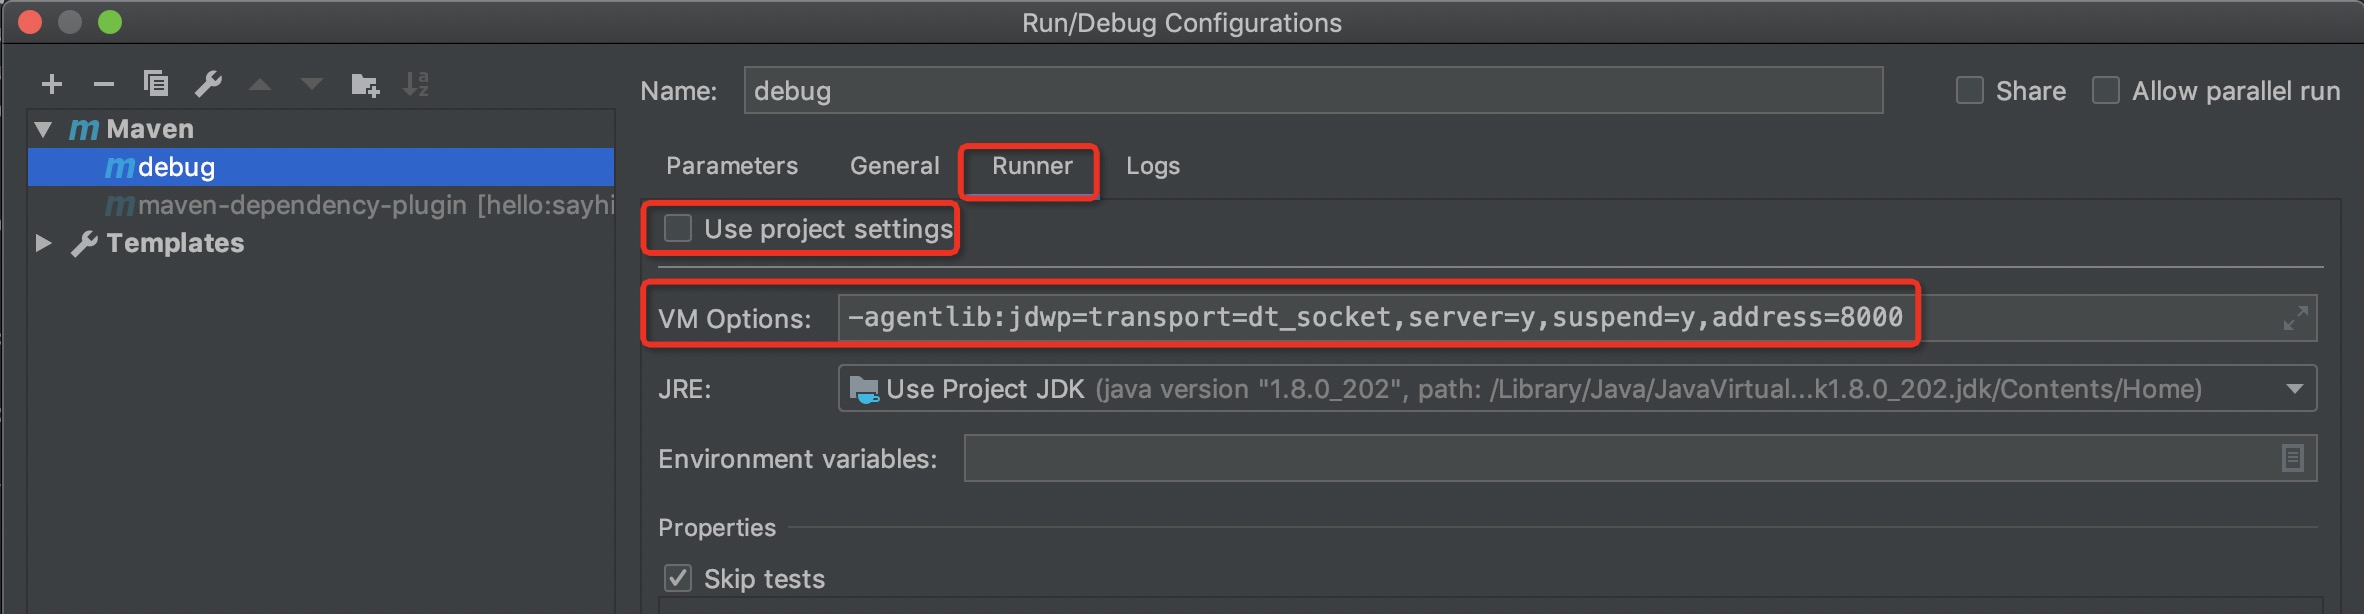 Run/Debug Configurations
Name: debug Share Allow parallel run
Maven
debug
maven-dependency-plugin [hello:sayhi
Templates
Parameters General Runner Logs
Use project settings
VM Options: -agentlib:jdwp=transport=dt_socket,server=y,suspend=y,address=8000
JRE: Use Project JDK (java version "1.8.0_202", path: /Library/Java/JavaVirtual...k1.8.0_202.jdk/Contents/Home)
Environment variables:
Properties
Skip tests